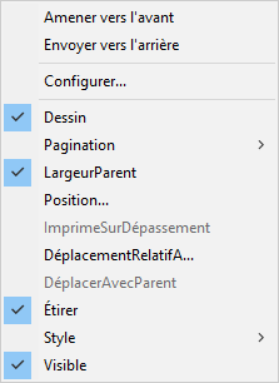 Amener vers l'avant
Envoyer vers l'arrière
Configurer...
Dessin
Pagination
LargeurParent
Position...
ImprimeSurDépassement
DéplacementRelatifA...
DéplacerAvecParent
Étirer
Style
Visible